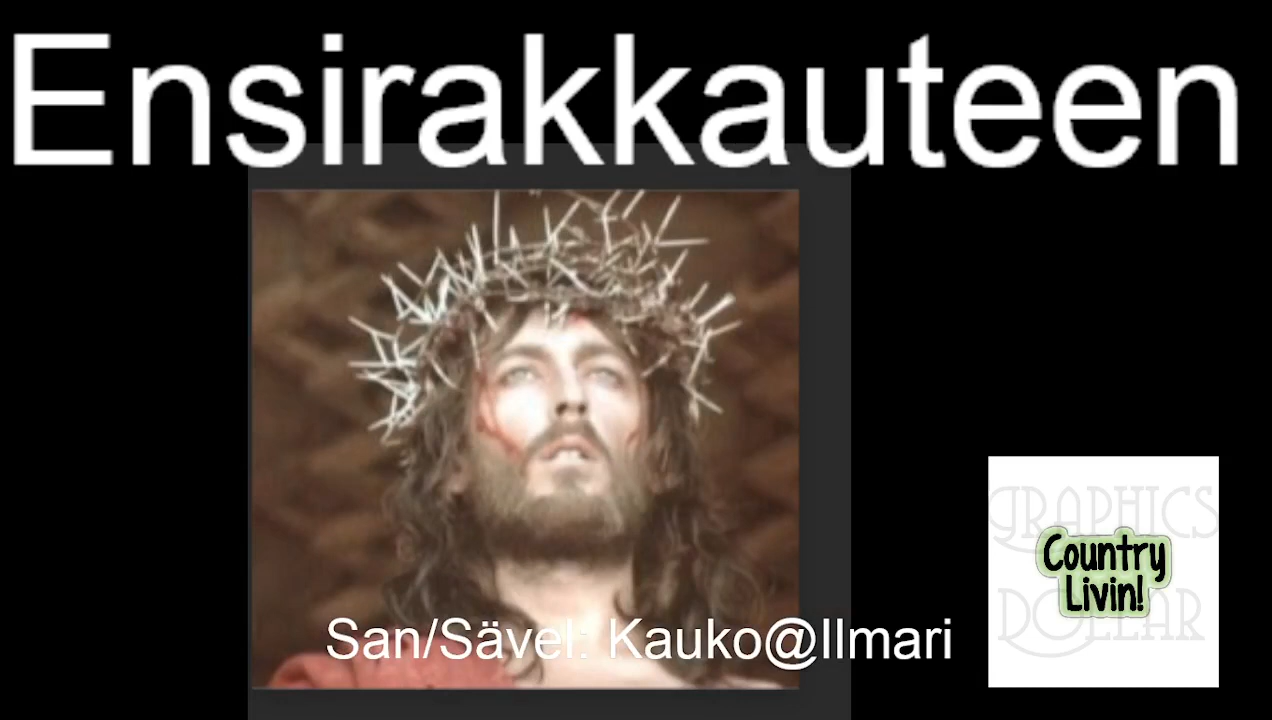 Ensirakkauteen
GRAPHICS
Country
Livin!
DOLLAR
San/Sävel: Kauko@Ilmari